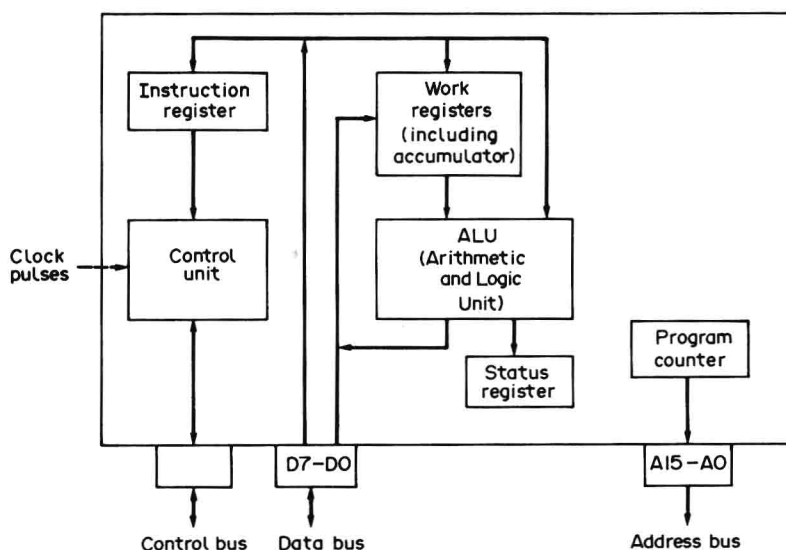 Instruction
register
Work
registers
(including
accumulator)
Clock
pulses
Control
unit
ALU
(Arithmetic
and Logic
Unit)
Status
register
Program
counter
D7-D0
A15-A0
Control bus
Data bus
Address bus